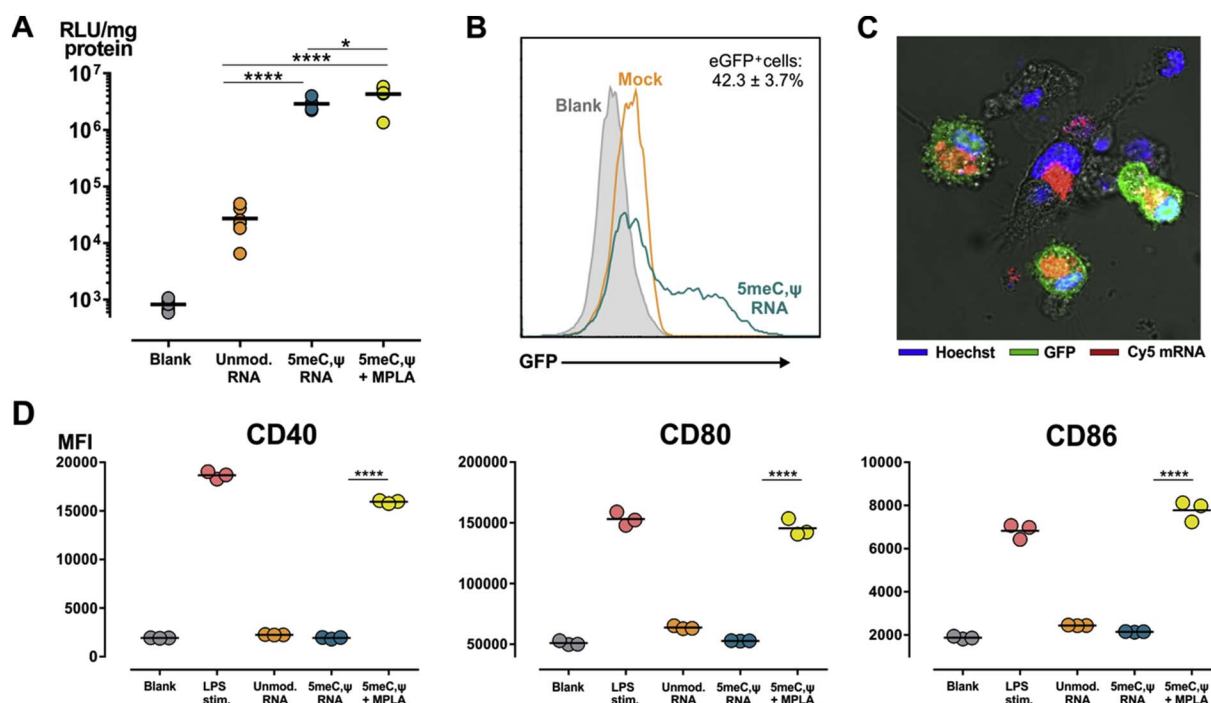 A
RLU/mg
protein
****
****
*
10⁷
10⁶
10⁵
10⁴
10³
Blank
Unmod.
RNA
5meC,ψ
RNA
5meC,ψ
+ MPLA
B
eGFP⁺cells:
42.3 ± 3.7%
Mock
Blank
5meC,ψ
RNA
GFP
C
Hoechst
GFP
Cy5 mRNA
D
MFI
CD40
20000
15000
10000
5000
0
****
Blank
LPS
stim.
Unmod.
RNA
5meC,ψ
RNA
5meC,ψ
+ MPLA
CD80
200000
150000
100000
50000
****
Blank
LPS
stim.
Unmod.
RNA
5meC,ψ
RNA
5meC,ψ
+ MPLA
CD86
10000
8000
6000
4000
2000
****
Blank
LPS
stim.
Unmod.
RNA
5meC,ψ
RNA
5meC,ψ
+ MPLA